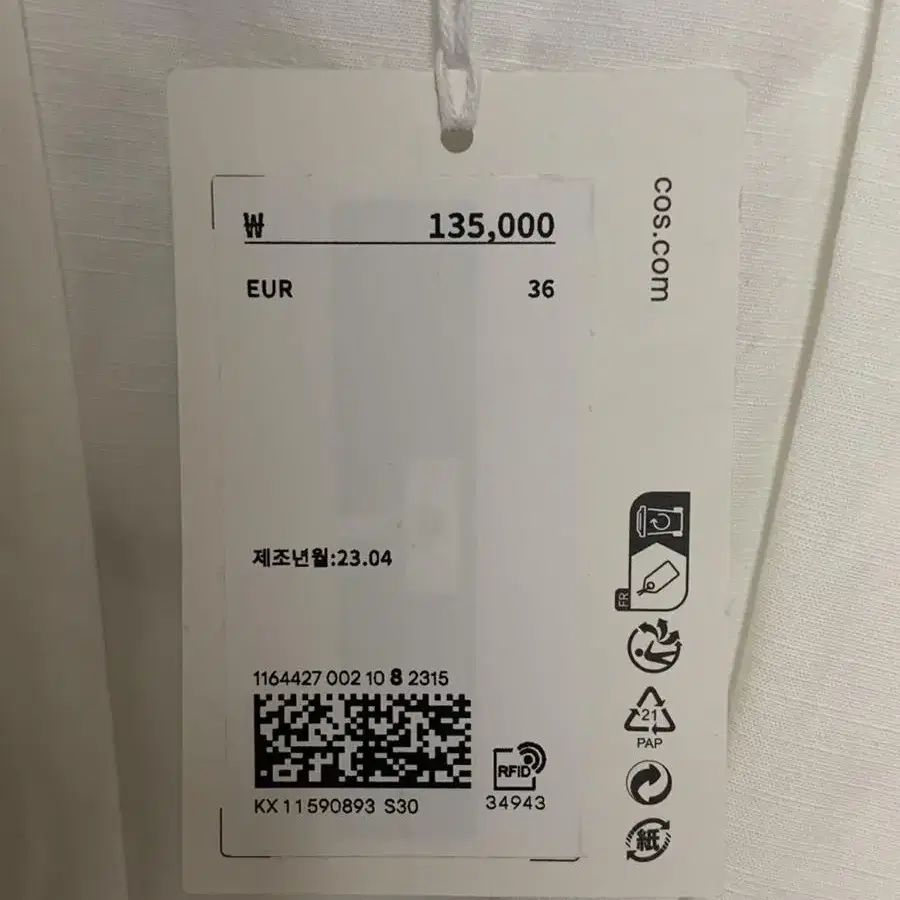 ₩ 135,000
EUR 36
제조년월:23.04
1164427 002 10 8 2315
KX 11590893 S30
RFID
34943
cos.com
FR
21
PAP
紙